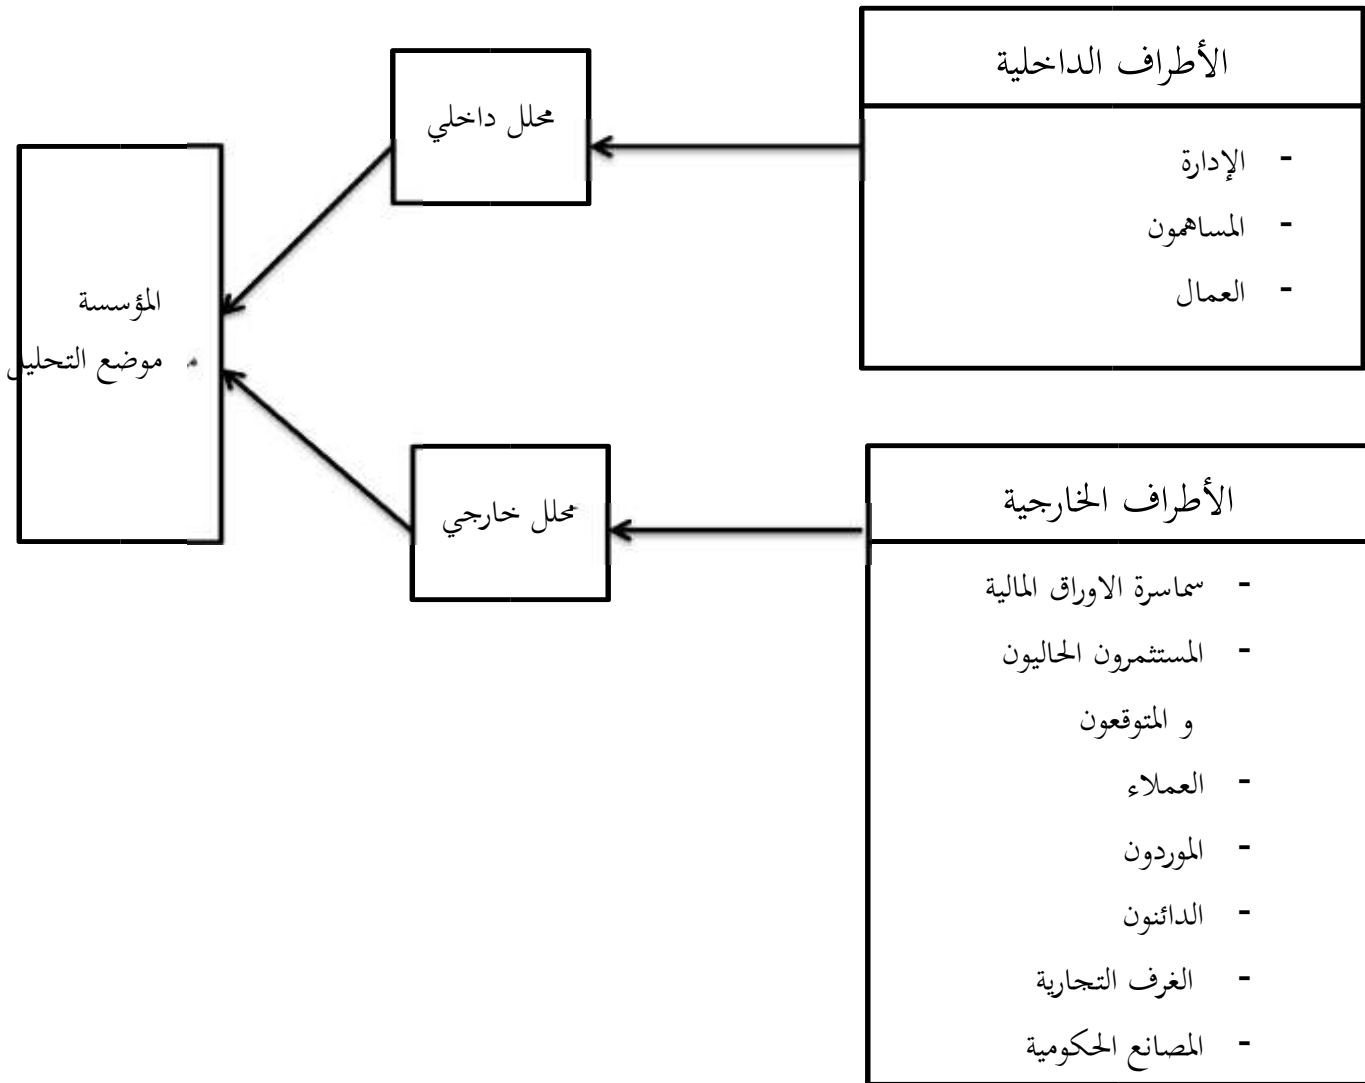 الأطراف الداخلية
- الإدارة
- المساهمون
- العمال
محلل داخلي
المؤسسة
موضع التحليل
الأطراف الخارجية
- سماسرة الاوراق المالية
- المستثمرون الحاليون
و المتوقعون
- العملاء
- الموردون
- الدائنون
- الغرف التجارية
- المصانع الحكومية
محلل خارجي